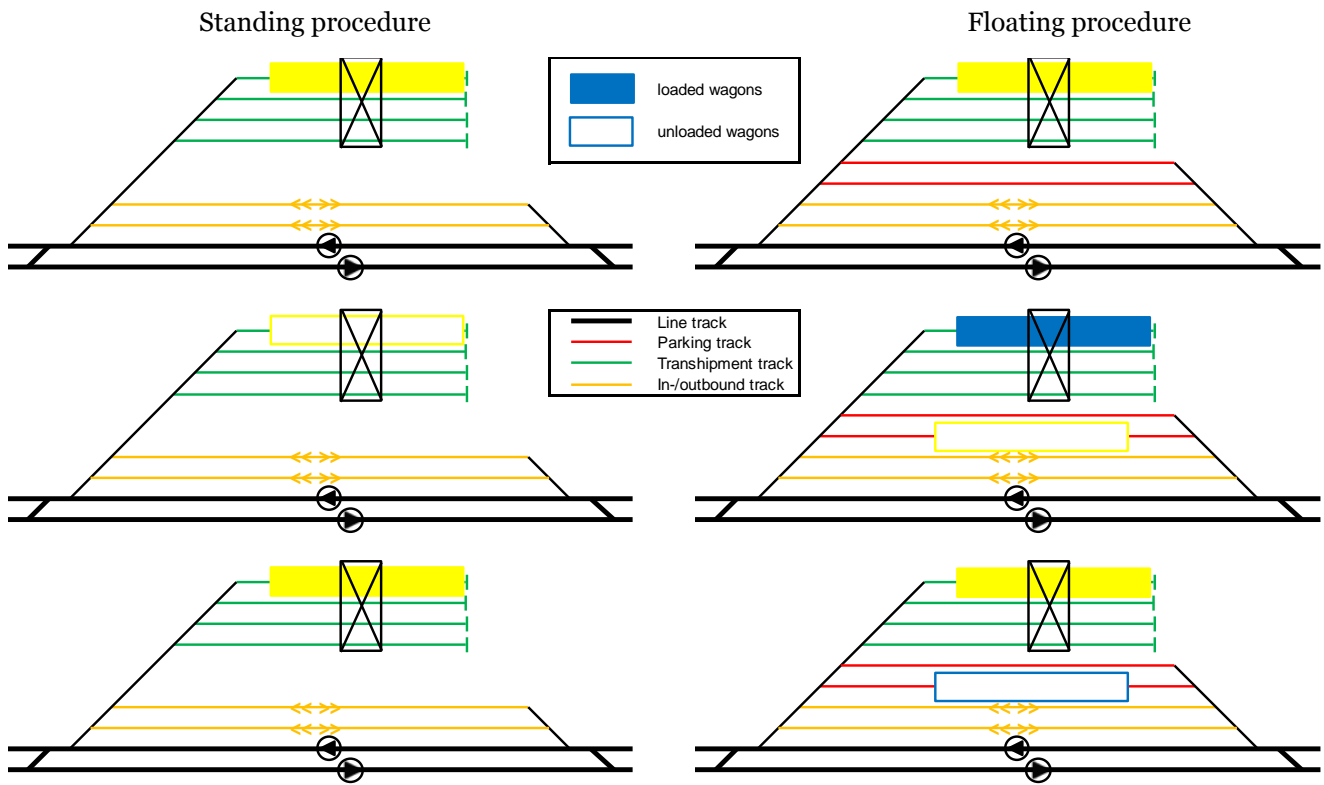 Standing procedure
Floating procedure
loaded wagons
unloaded wagons
Line track
Parking track
Transhipment track
In-/outbound track